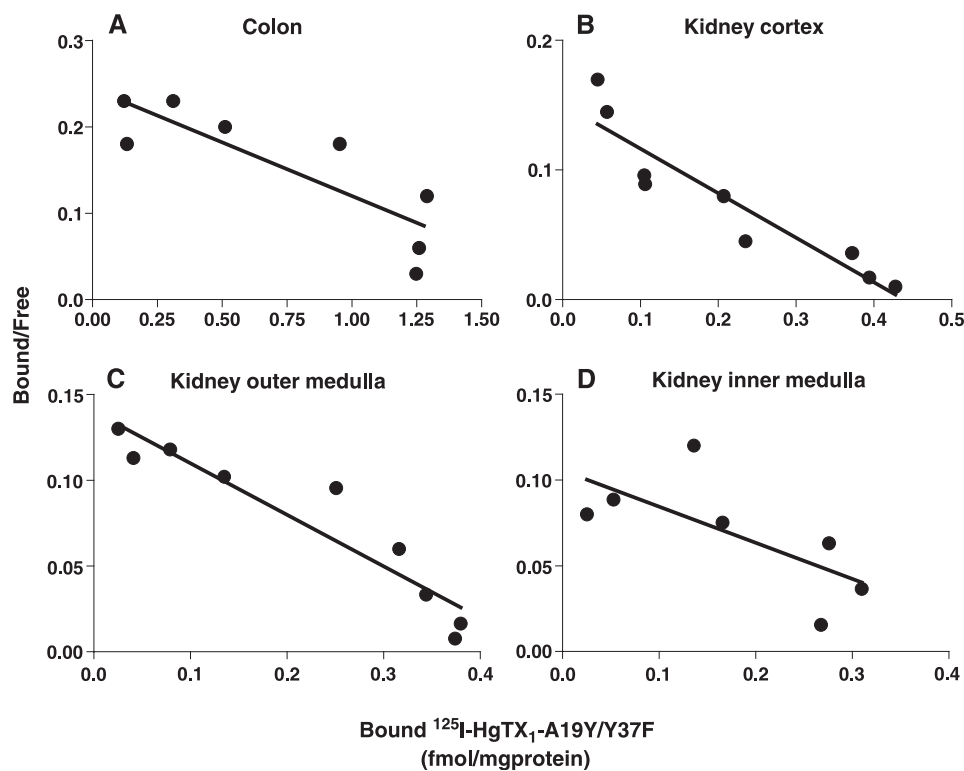 A Colon
0.3
0.2
0.1
0.0
0.00 0.25 0.50 0.75 1.00 1.25 1.50
B Kidney cortex
0.2
0.1
0.0
0.0 0.1 0.2 0.3 0.4 0.5
Bound/Free
C Kidney outer medulla
0.15
0.10
0.05
0.00
0.0 0.1 0.2 0.3 0.4
D Kidney inner medulla
0.15
0.10
0.05
0.00
0.0 0.1 0.2 0.3 0.4
Bound ¹²⁵I-HgTX₁-A19Y/Y37F
(fmol/mgprotein)